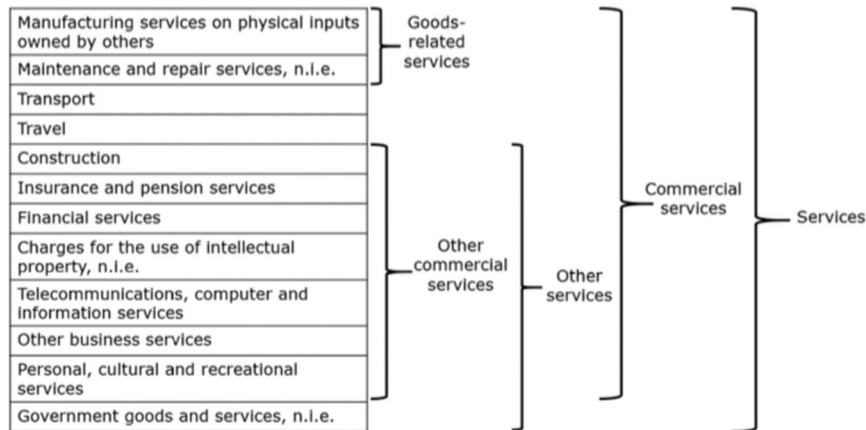 Manufacturing services on physical inputs
owned by others
Maintenance and repair services, n.i.e.
Transport
Travel
Construction
Insurance and pension services
Financial services
Charges for the use of intellectual
property, n.i.e.
Telecommunications, computer and
information services
Other business services
Personal, cultural and recreational
services
Government goods and services, n.i.e.
Goods-
related
services
Other
commercial
services
Other
services
Commercial
services
Services